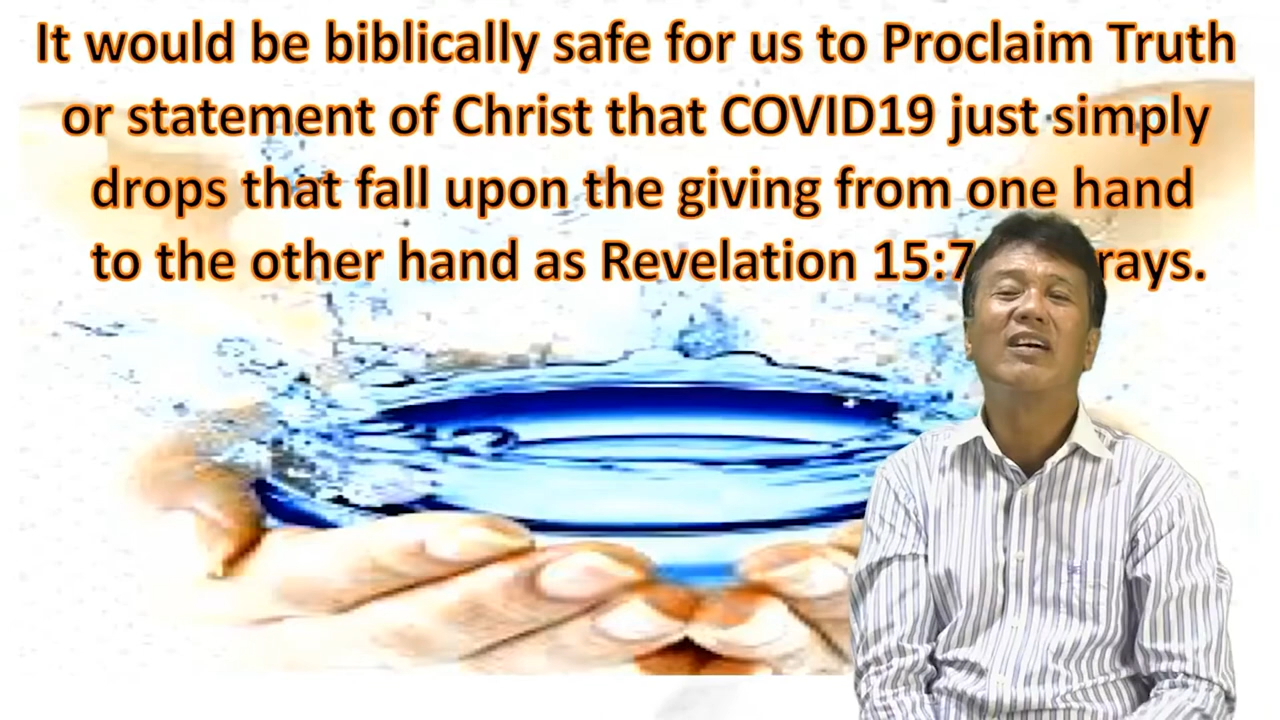 It would be biblically safe for us to Proclaim Truth
or statement of Christ that COVID19 just simply
drops that fall upon the giving from one hand
to the other hand as Revelation 15:7